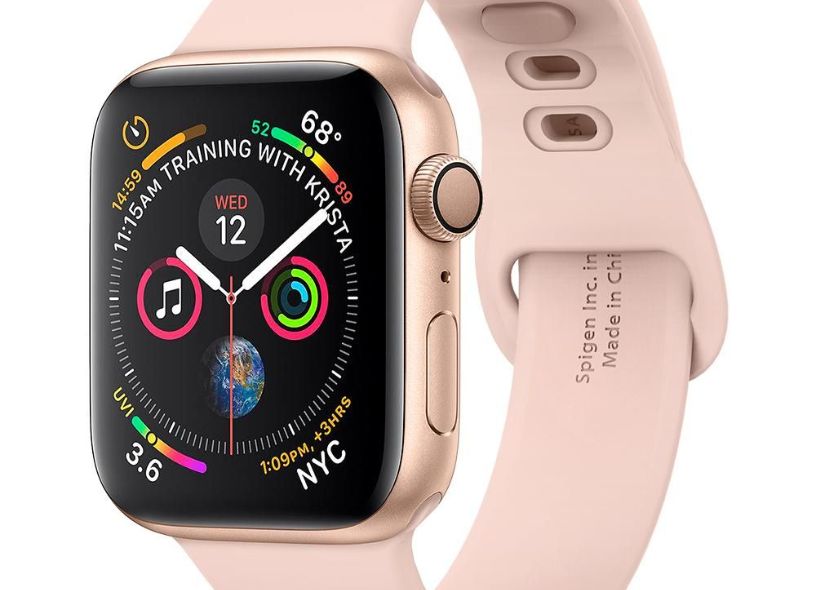 14:59
52
68°
89
11:15AM TRAINING WITH KRISTA
WED
12
UVI
3.6
1:09PM, +3HRS
NYC
SA
Spigen Inc. in
Made in Chi